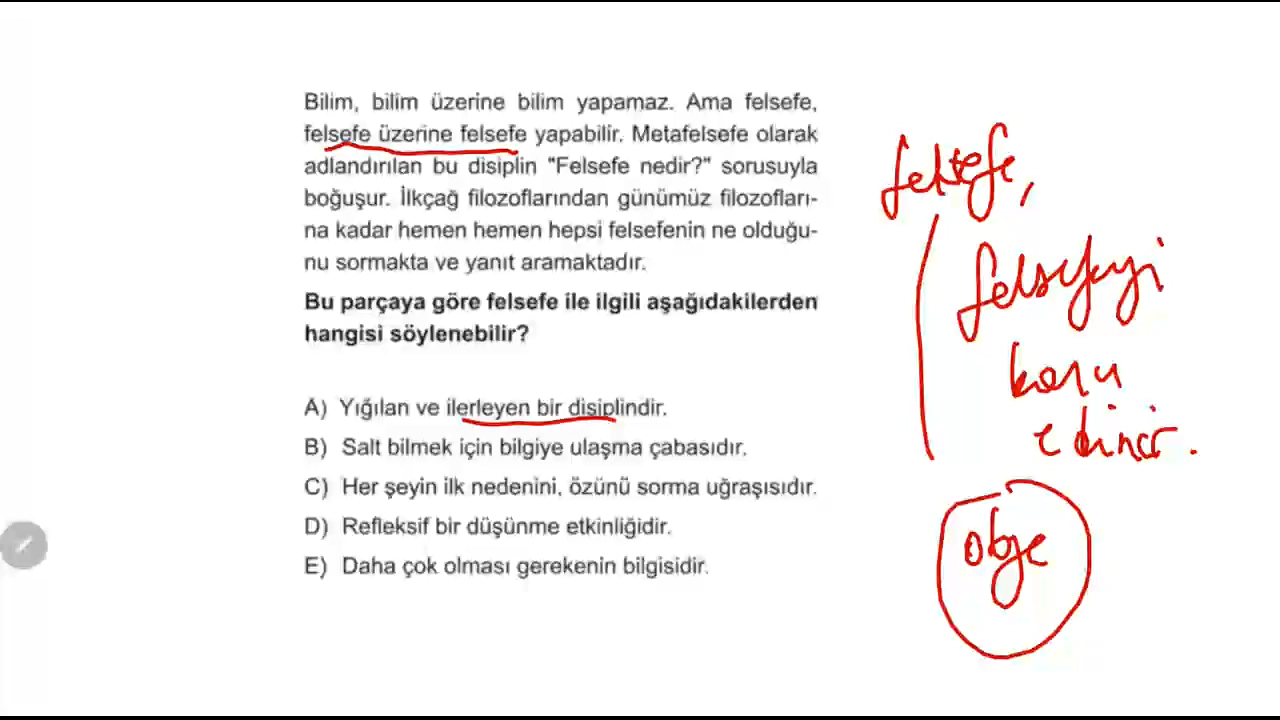 Bilim, bilim üzerine bilim yapamaz. Ama felsefe,
felsefe üzerine felsefe yapabilir. Metafelsefe olarak
adlandırılan bu disiplin "Felsefe nedir?" sorusuyla
boğuşur. İlkçağ filozoflarından günümüz filozofları-
na kadar hemen hemen hepsi felsefenin ne olduğu-
nu sormakta ve yanıt aramaktadır.
Bu parçaya göre felsefe ile ilgili aşağıdakilerden
hangisi söylenebilir?
A) Yığılan ve ilerleyen bir disiplindir.
B) Salt bilmek için bilgiye ulaşma çabasıdır.
C) Her şeyin ilk nedenini, özünü sorma uğraşısıdır.
D) Refleksif bir düşünme etkinliğidir.
E) Daha çok olması gerekenin bilgisidir.
felsefe,
felsefeyi
konu
edinir.
obje